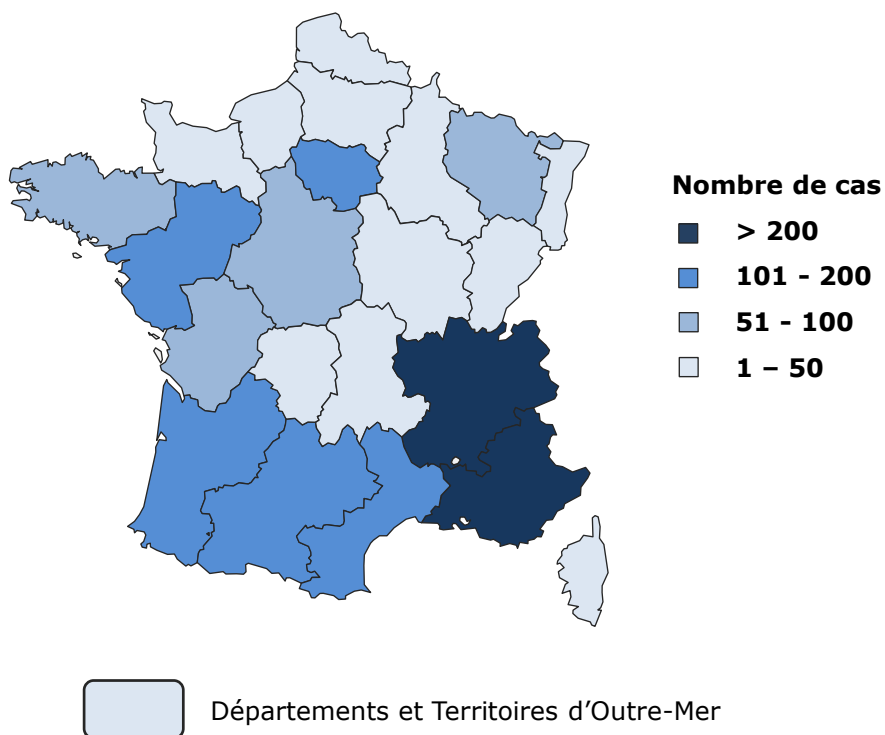 Nombre de cas
> 200
101 - 200
51 - 100
1 – 50
Départements et Territoires d’Outre-Mer